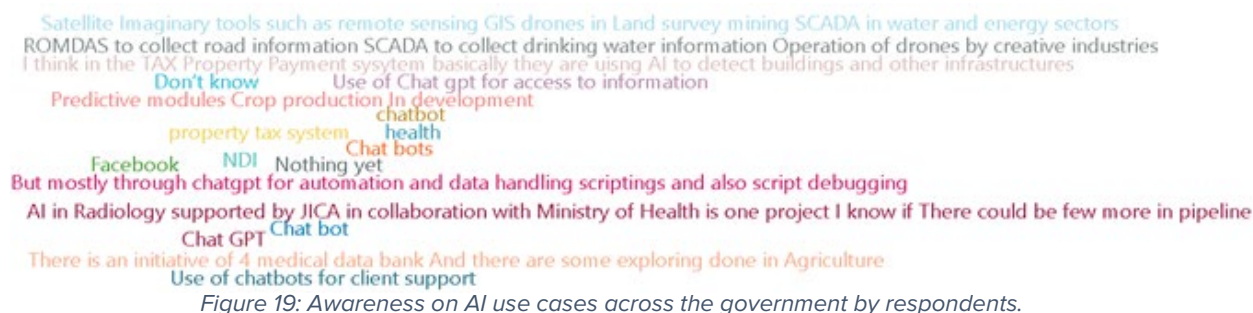 Satellite Imaginary tools such as remote sensing GIS drones in Land survey mining SCADA in water and energy sectors
ROMDAS to collect road information SCADA to collect drinking water information Operation of drones by creative industries
I think in the TAX Property Payment sysytem basically they are uisng AI to detect buildings and other infrastructures
Don't know
Use of Chat gpt for access to information
Predictive modules Crop production In development
chatbot
property tax system
health
Chat bots
Facebook
NDI
Nothing yet
But mostly through chatgpt for automation and data handling scriptings and also script debugging
AI in Radiology supported by JICA in collaboration with Ministry of Health is one project I know if There could be few more in pipeline
Chat bot
Chat GPT
There is an initiative of 4 medical data bank And there are some exploring done in Agriculture
Use of chatbots for client support
Figure 19: Awareness on AI use cases across the government by respondents.